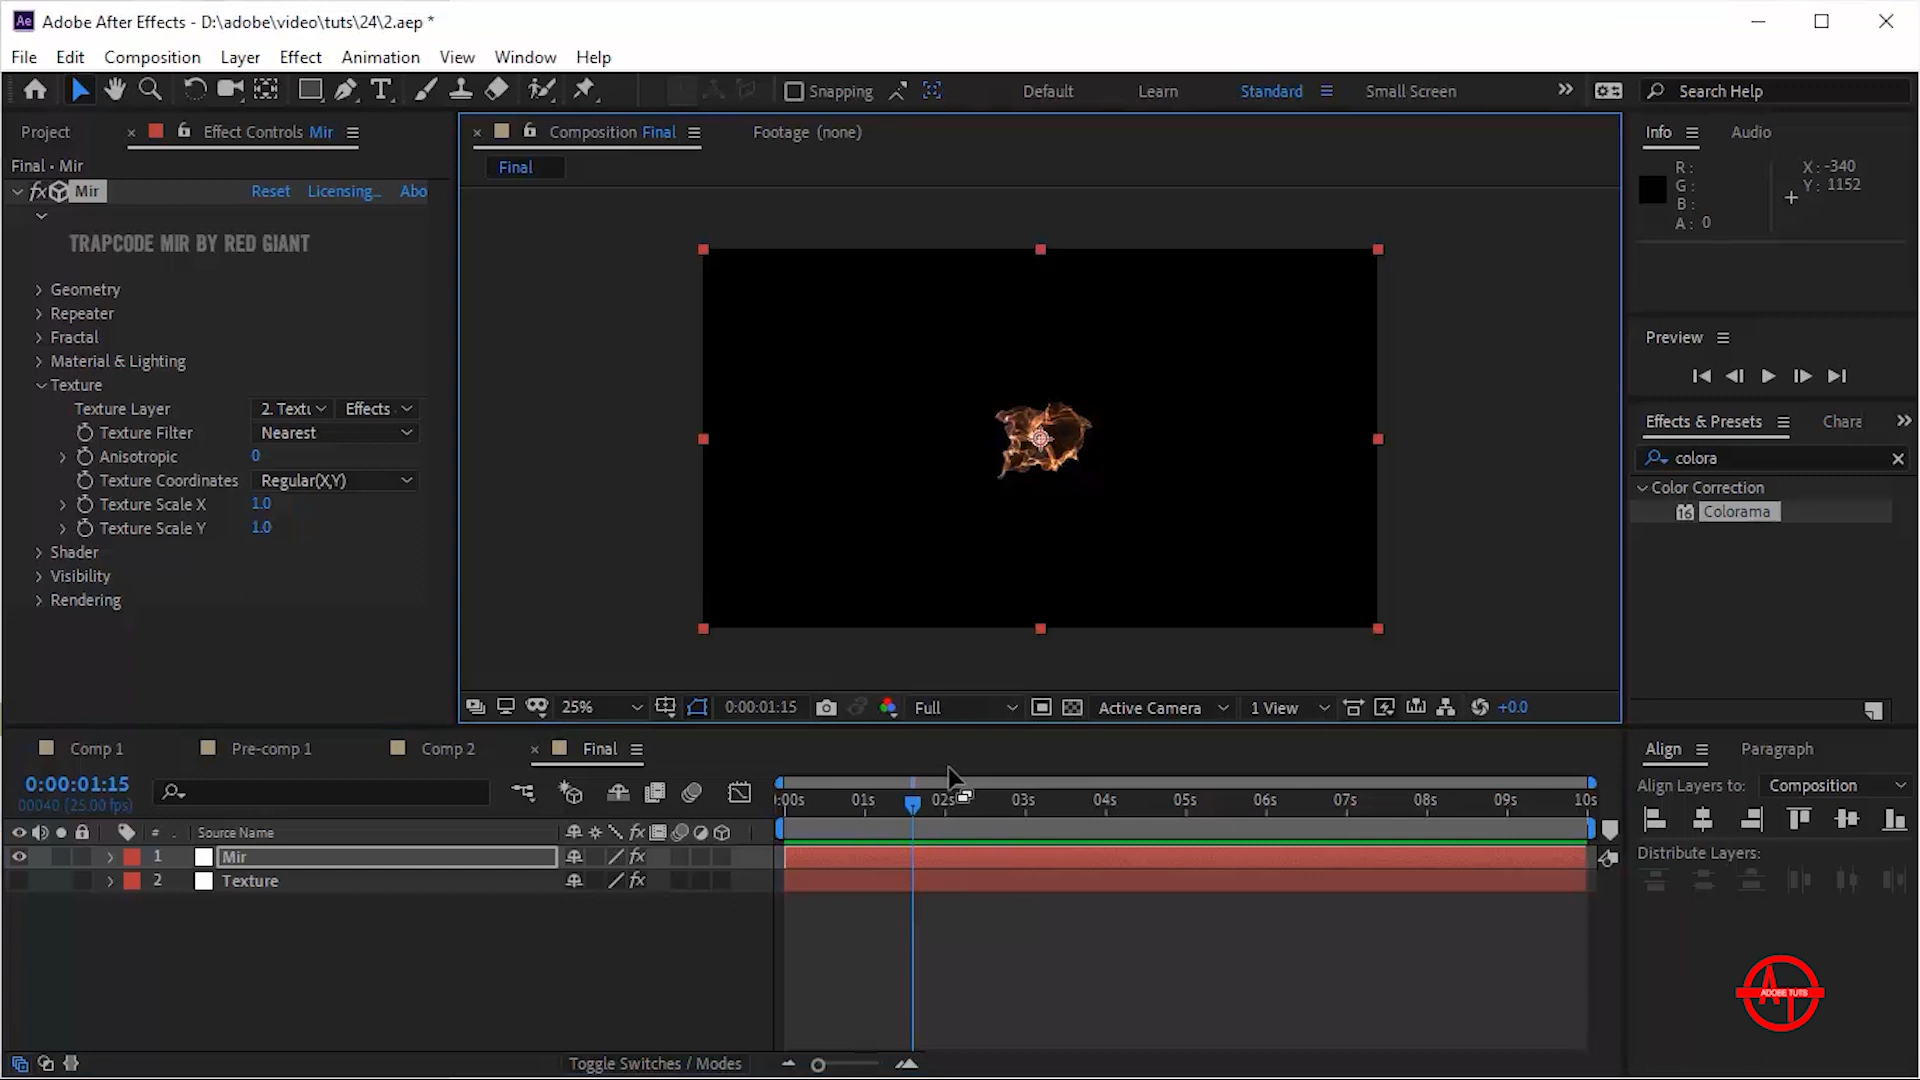 Ae Adobe After Effects - D:\adobe\video\tuts\24\2.aep *
File Edit Composition Layer Effect Animation View Window Help
Snapping Default Learn Standard Small Screen Search Help
Project Effect Controls Mir
Final • Mir
fx Mir Reset Licensing... Abo
TRAPCODE MIR BY RED GIANT
Geometry
Repeater
Fractal
Material & Lighting
Texture
Texture Layer 2. Textu Effects
Texture Filter Nearest
Anisotropic 0
Texture Coordinates Regular(X,Y)
Texture Scale X 1.0
Texture Scale Y 1.0
Shader
Visibility
Rendering
Composition Final Footage (none)
Final
25% 0:00:01:15 Full Active Camera 1 View +0.0
Info Audio
R : X : -340
G : Y : 1152
B :
A : 0
Preview
Effects & Presets Chara
colora
Color Correction
16 Colorama
Comp 1 Pre-comp 1 Comp 2 Final
0:00:01:15
00040 (25.00 fps)
:00s 01s 02s 03s 04s 05s 06s 07s 08s 09s 10s
# . Source Name fx
1 Mir fx
2 Texture fx
Toggle Switches / Modes
Align Paragraph
Align Layers to: Composition
Distribute Layers:
ADOBE TUTS